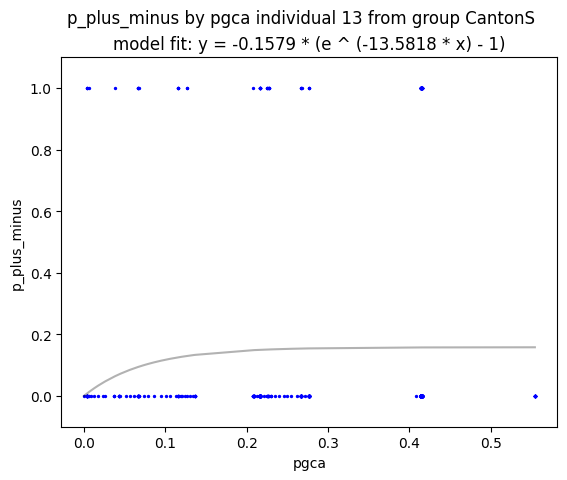 p_plus_minus by pgca individual 13 from group CantonS
model fit: y = -0.1579 * (e ^ (-13.5818 * x) - 1)
1.0
0.8
0.6
0.4
0.2
0.0
p_plus_minus
0.0 0.1 0.2 0.3 0.4 0.5
pgca